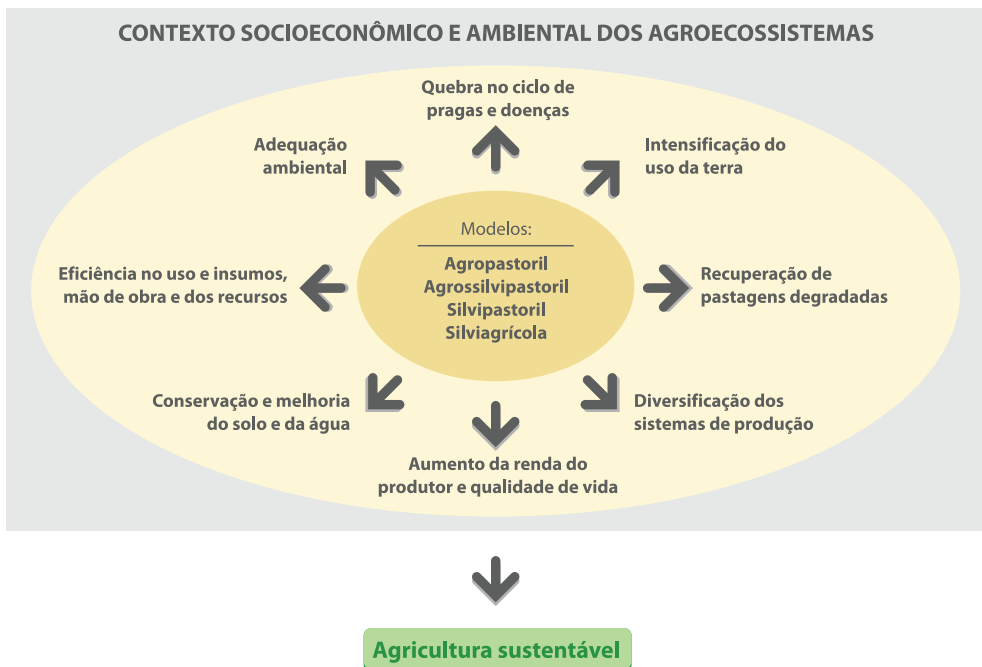 CONTEXTO SOCIOECONÔMICO E AMBIENTAL DOS AGROECOSSISTEMAS
Quebra no ciclo de
pragas e doenças
Adequação
ambiental
Intensificação do
uso da terra
Modelos:
Agropastoril
Agrossilvipastoril
Silvipastoril
Silviagrícola
Eficiência no uso e insumos,
mão de obra e dos recursos
Recuperação de
pastagens degradadas
Conservação e melhoria
do solo e da água
Diversificação dos
sistemas de produção
Aumento da renda do
produtor e qualidade de vida
Agricultura sustentável